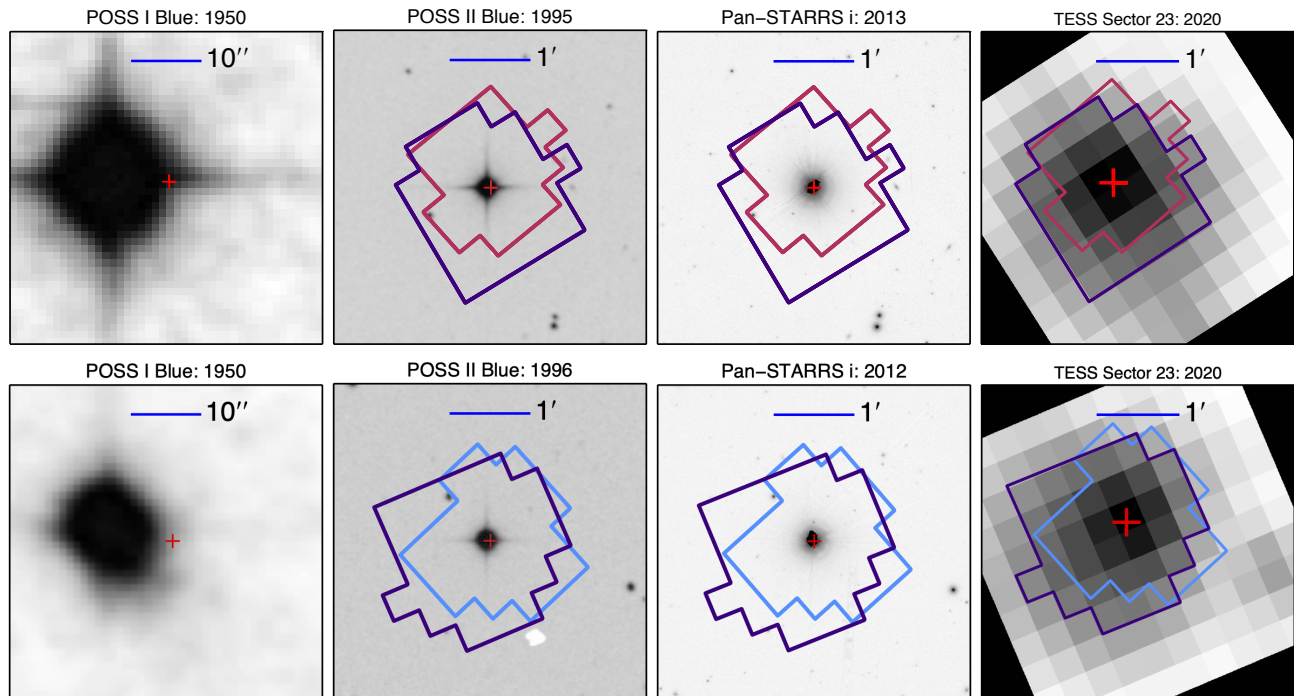 POSS I Blue: 1950
POSS II Blue: 1995
Pan−STARRS i: 2013
TESS Sector 23: 2020
10″
1′
1′
1′
POSS I Blue: 1950
POSS II Blue: 1996
Pan−STARRS i: 2012
TESS Sector 23: 2020
10″
1′
1′
1′